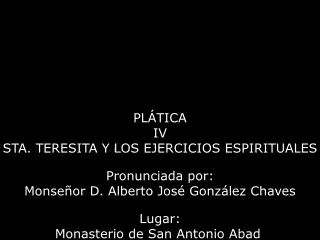 PLÁTICA
IV
STA. TERESITA Y LOS EJERCICIOS ESPIRITUALES
Pronunciada por:
Monseñor D. Alberto José González Chaves
Lugar:
Monasterio de San Antonio Abad